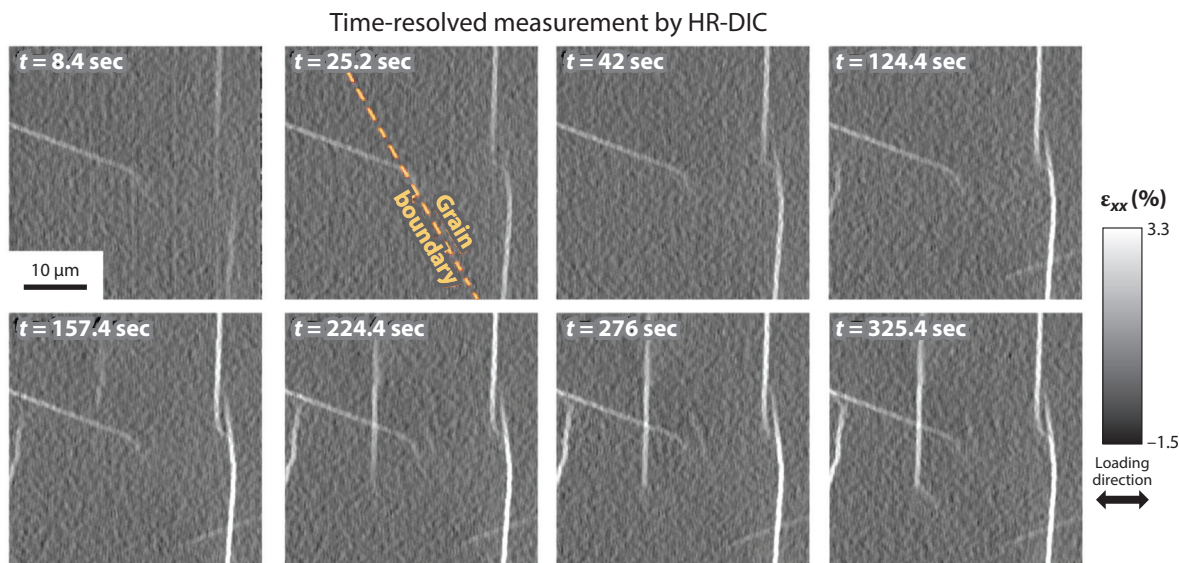 Time-resolved measurement by HR-DIC
t = 8.4 sec
t = 25.2 sec
t = 42 sec
t = 124.4 sec
Grain
boundary
10 μm
εxx (%)
3.3
–1.5
Loading
direction
t = 157.4 sec
t = 224.4 sec
t = 276 sec
t = 325.4 sec